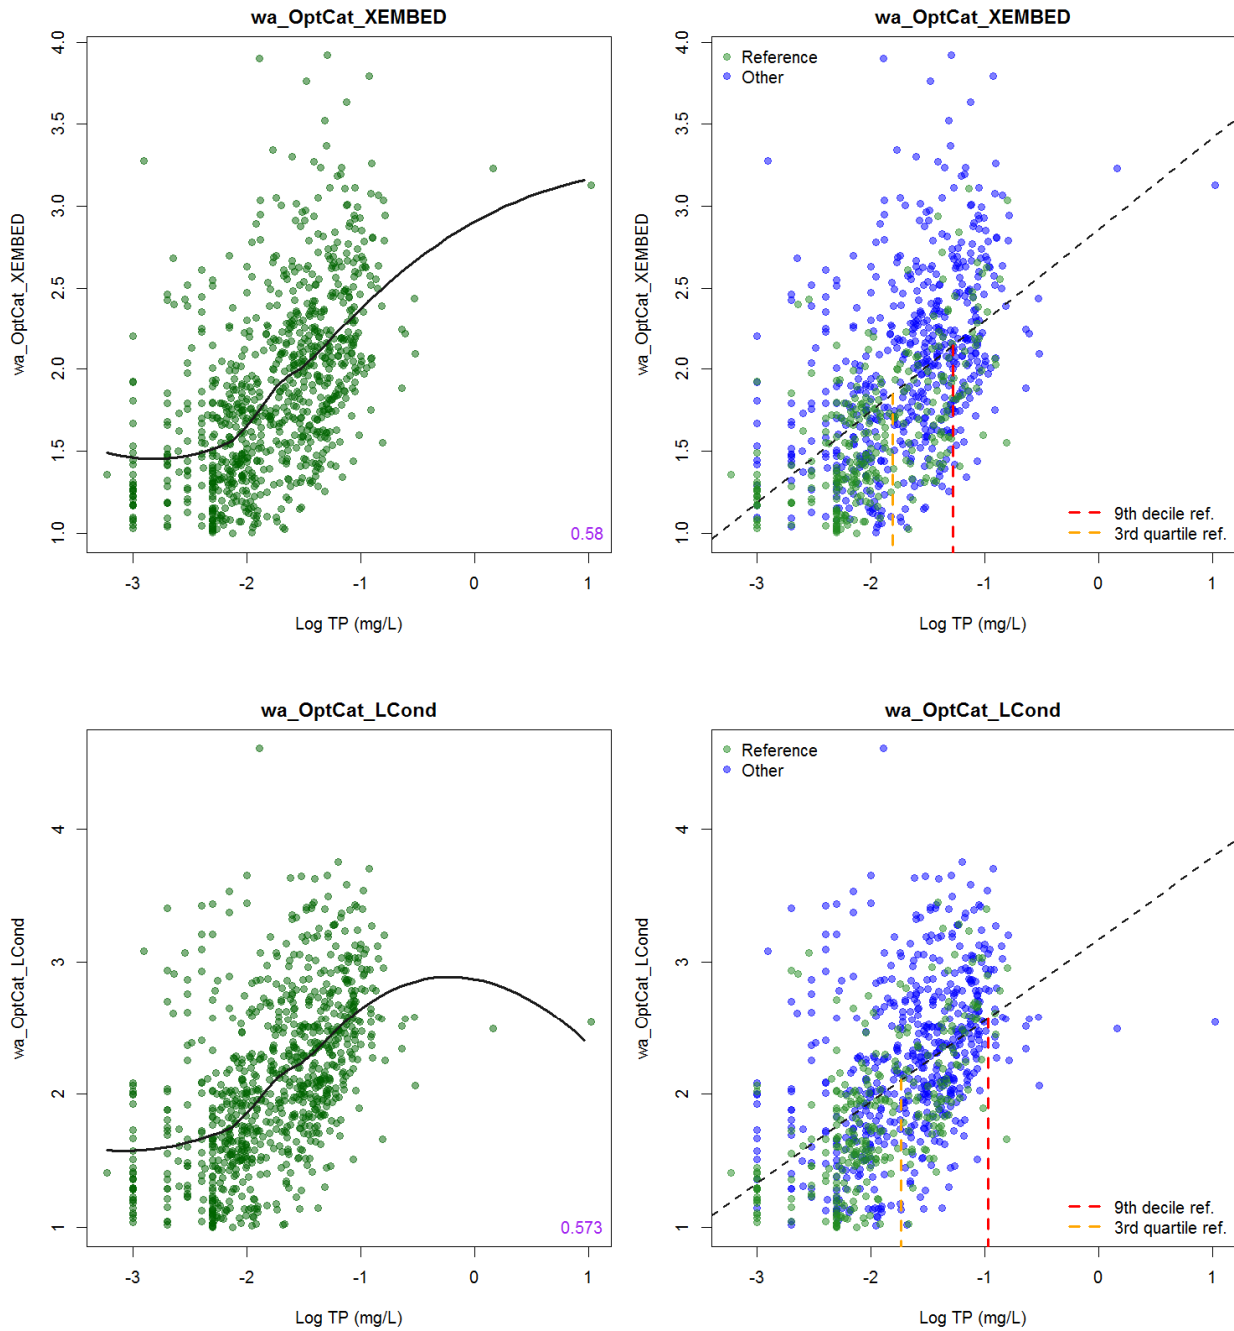 wa_OptCat_XEMBED
wa_OptCat_XEMBED
4.0
3.5
3.0
2.5
2.0
1.5
1.0
0.58
-3 -2 -1 0 1
Log TP (mg/L)
wa_OptCat_XEMBED
wa_OptCat_XEMBED
4.0
3.5
3.0
2.5
2.0
1.5
1.0
Reference
Other
9th decile ref.
3rd quartile ref.
-3 -2 -1 0 1
Log TP (mg/L)
wa_OptCat_LCond
wa_OptCat_LCond
4
3
2
1
0.573
-3 -2 -1 0 1
Log TP (mg/L)
wa_OptCat_LCond
wa_OptCat_LCond
4
3
2
1
Reference
Other
9th decile ref.
3rd quartile ref.
-3 -2 -1 0 1
Log TP (mg/L)